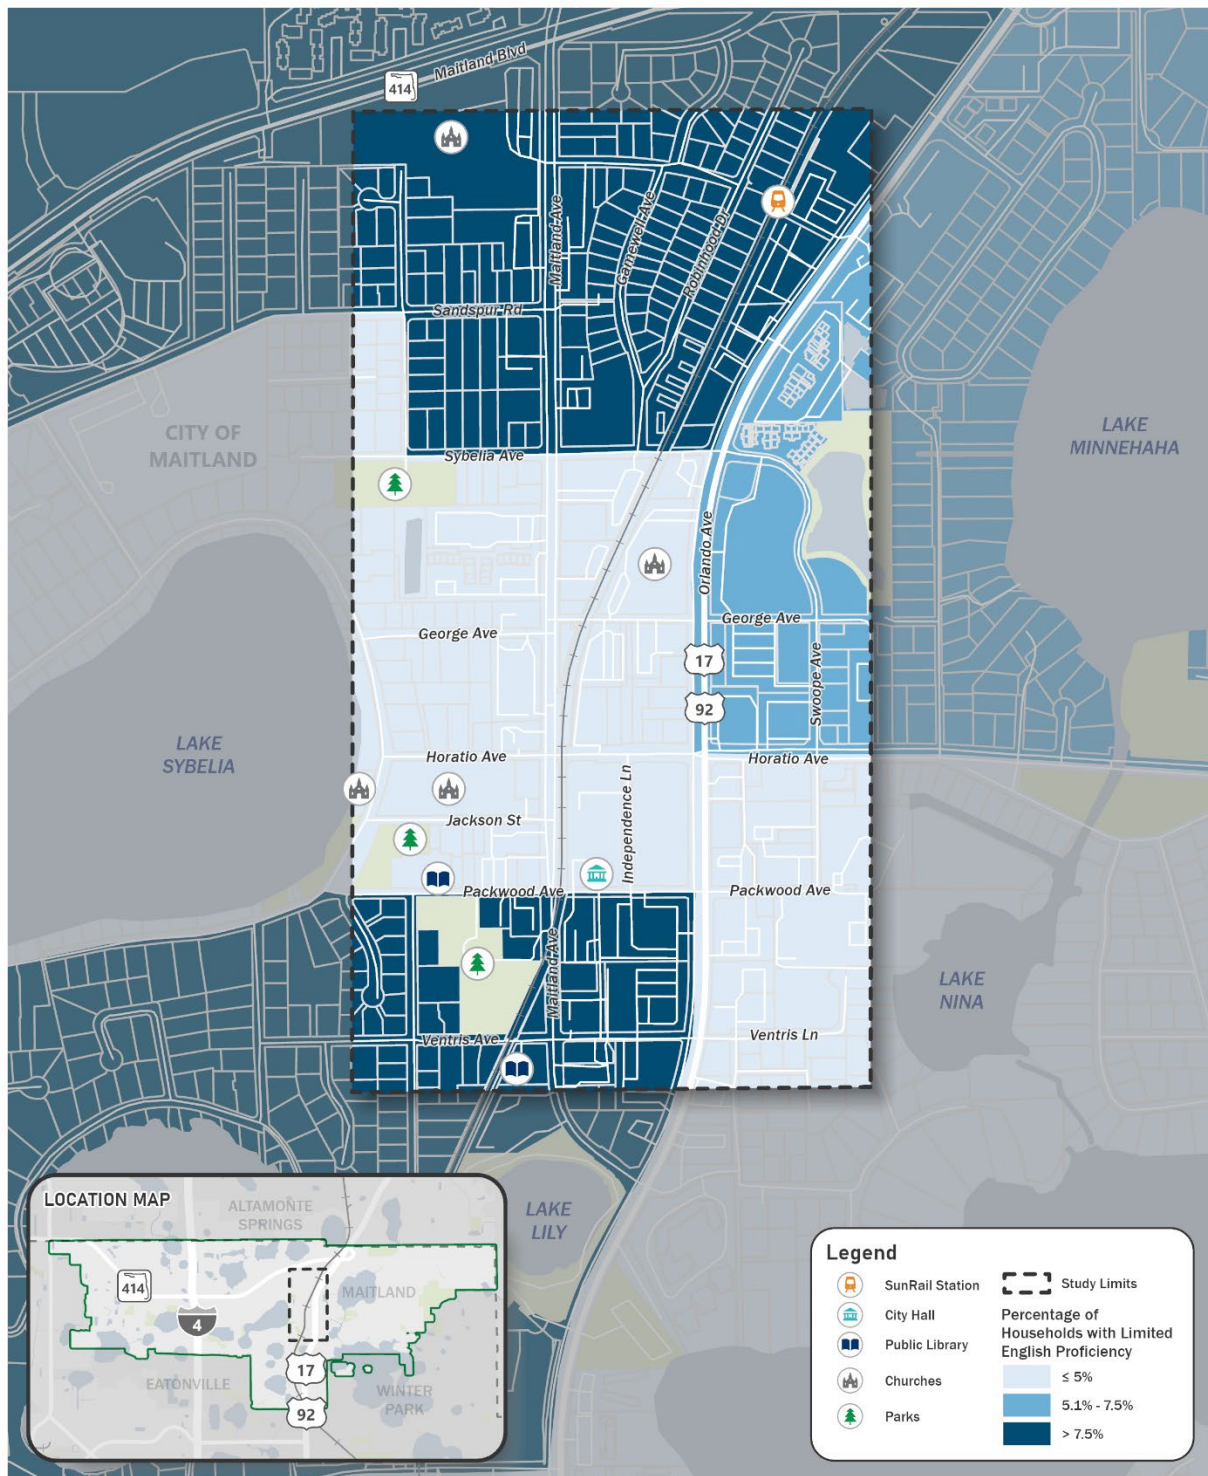 Maitland Blvd
414
Maitland Ave
Gamewell Ave
Robinhood Dr
Sandspur Rd
CITY OF
MAITLAND
LAKE
MINNEHAHA
Sybelia Ave
Orlando Ave
George Ave
George Ave
17
Swoope Ave
92
LAKE
SYBELIA
Horatio Ave
Horatio Ave
Independence Ln
Jackson St
Packwood Ave
Packwood Ave
Maitland Ave
LAKE
NINA
Ventris Ave
Ventris Ln
LAKE
LILY
LOCATION MAP
ALTAMONTE
SPRINGS
414
MAITLAND
4
17
EATONVILLE
WINTER
PARK
92
Legend
SunRail Station
City Hall
Public Library
Churches
Parks
Study Limits
Percentage of
Households with Limited
English Proficiency
≤ 5%
5.1% - 7.5%
> 7.5%